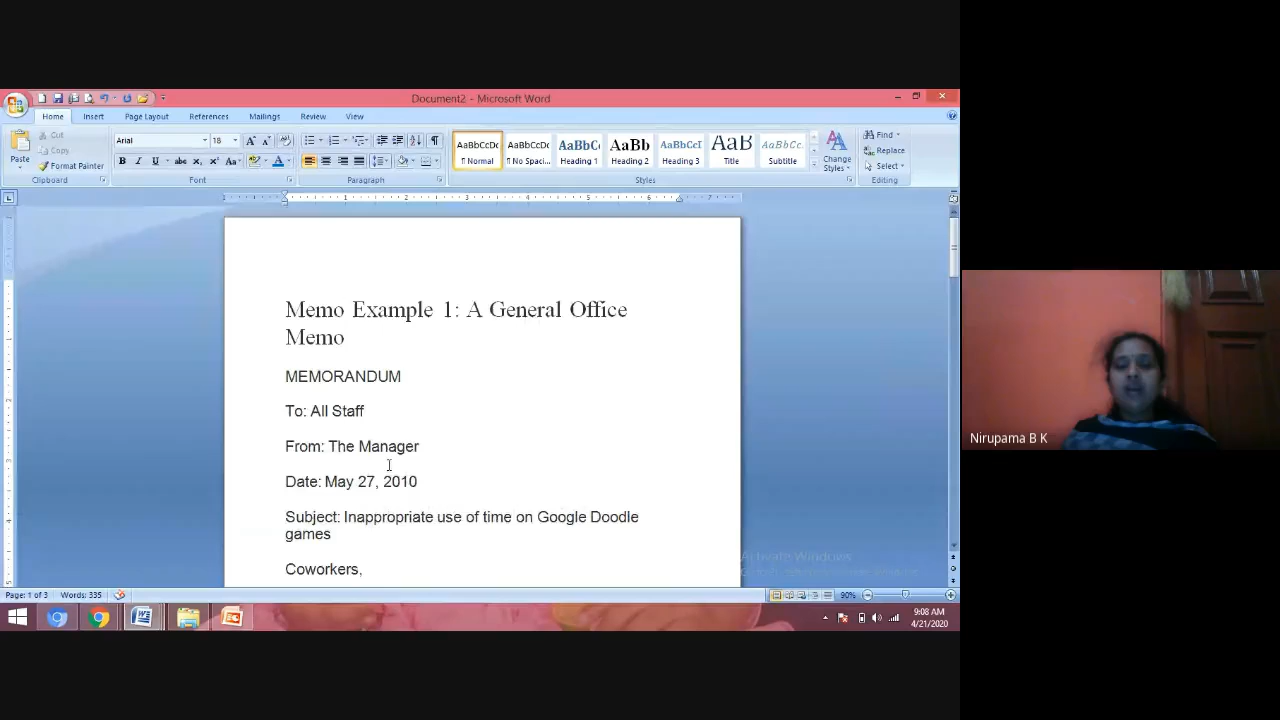 Document2 - Microsoft Word
Home Insert Page Layout References Mailings Review View
Paste
Cut
Copy
Format Painter
Clipboard
Arial 18
Font
Paragraph
AaBbCcDc AaBbCcDc AaBbC AaBb AaBbCcI AaB AaBbCc.
¶ Normal ¶ No Spaci... Heading 1 Heading 2 Heading 3 Title Subtitle
Change
Styles
Styles
Find
Replace
Select
Editing
Memo Example 1: A General Office
Memo
MEMORANDUM
To: All Staff
From: The Manager
Date: May 27, 2010
Subject: Inappropriate use of time on Google Doodle
games
Coworkers,
Activate Windows
Page: 1 of 3 Words: 335
90%
9:08 AM
4/21/2020
Nirupama B K